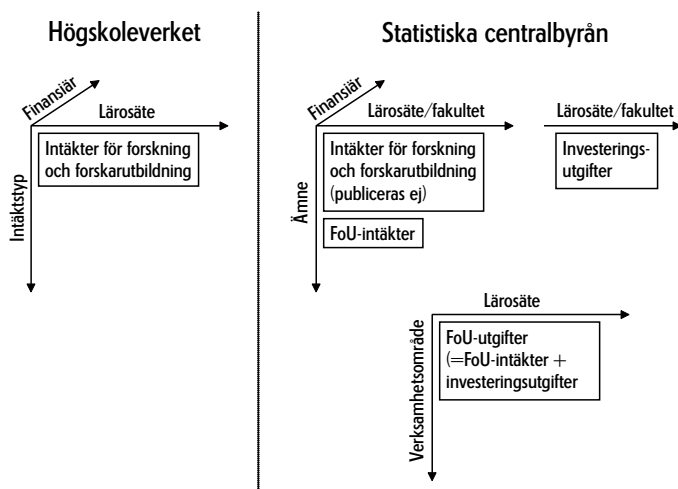 Högskoleverket
Finansiär
Lärosäte
Intäkter för forskning
och forskarutbildning
Intäktstyp
Statistiska centralbyrån
Finansiär
Lärosäte/fakultet
Intäkter för forskning
och forskarutbildning
(publiceras ej)
Ämne
FoU-intäkter
Lärosäte/fakultet
Investerings-
utgifter
Lärosäte
Verksamhetsområde
FoU-utgifter
(=FoU-intäkter +
investeringsutgifter